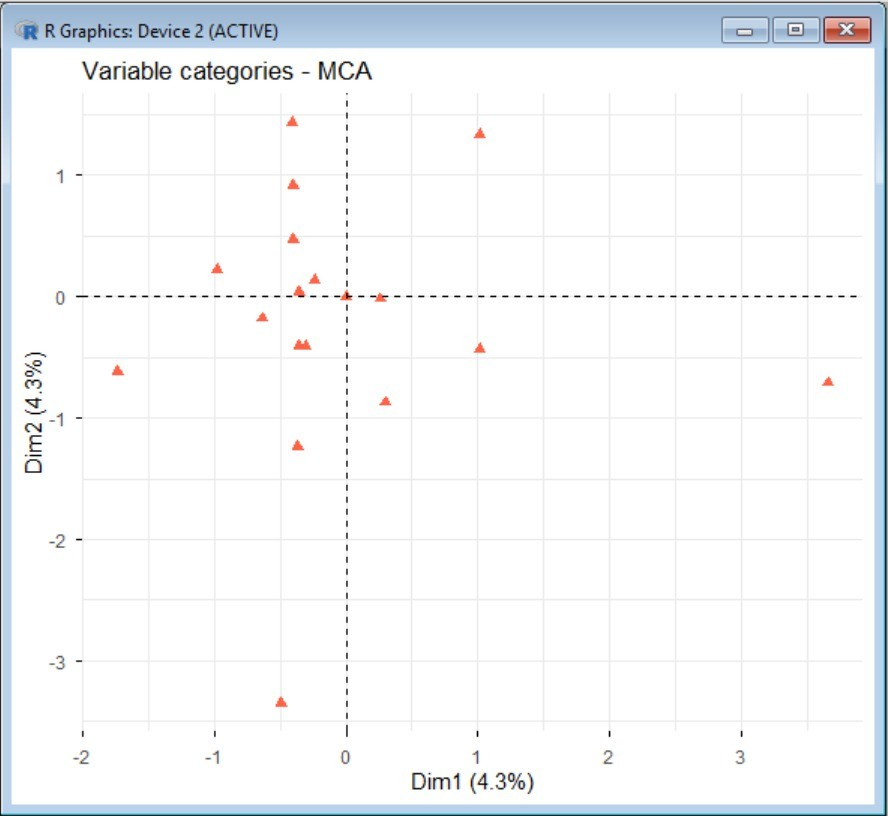 R Graphics: Device 2 (ACTIVE)
Variable categories - MCA
1
0
-1
-2
-3
Dim2 (4.3%)
-2
-1
0
1
2
3
Dim1 (4.3%)